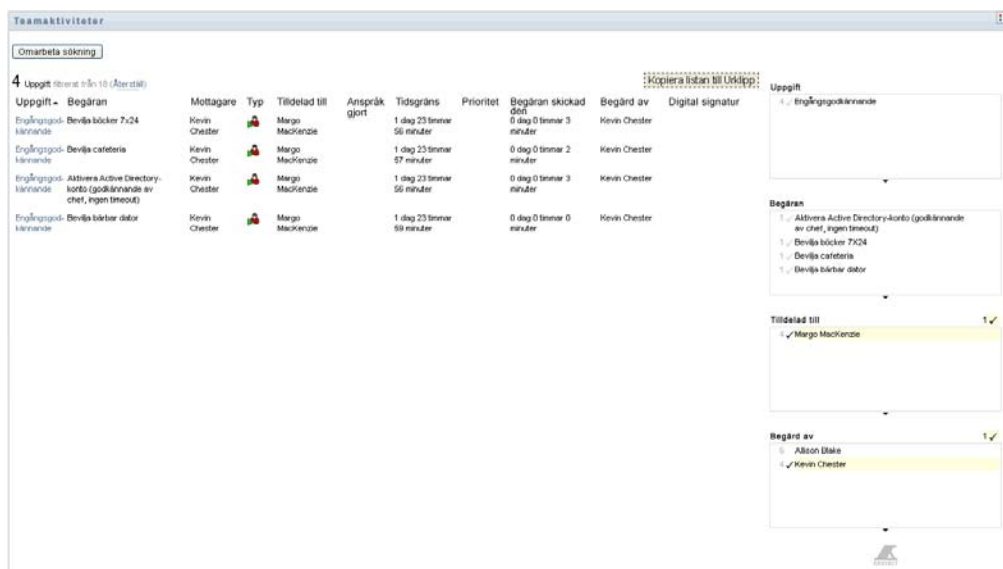 Teamaktiviteter
Omarbeta sökning
4 Uppgift filtrerat från 10 (Återställ)
Kopiera listan till Urklipp
Uppgift Begäran Mottagare Typ Tilldelad till Anspråk gjort Tidsgräns Prioritet Begäran skickad den Begärd av Digital signatur
Engångsgod- Bevilja böcker 7x24 Kevin Margo 1 dag 23 timmar 0 dag 0 timmar 3 Kevin Chester
kännande Chester MacKenzie 56 minuter minuter
Engångsgod- Bevilja cafeteria Kevin Margo 1 dag 23 timmar 0 dag 0 timmar 2 Kevin Chester
kännande Chester MacKenzie 57 minuter minuter
Engångsgod- Aktivera Active Directory- Kevin Margo 1 dag 23 timmar 0 dag 0 timmar 3 Kevin Chester
kännande konto (godkännande av Chester MacKenzie 56 minuter minuter
chef, ingen timeout)
Engångsgod- Bevilja bärbar dator Kevin Margo 1 dag 23 timmar 0 dag 0 timmar 0 Kevin Chester
kännande Chester MacKenzie 59 minuter minuter
Uppgift
4 ✓ Engångsgodkännande
Begäran
1 ✓ Aktivera Active Directory-konto (godkännande
av chef, ingen timeout)
1 ✓ Bevilja böcker 7X24
1 ✓ Bevilja cafeteria
1 ✓ Bevilja bärbar dator
Tilldelad till 1 ✓
4 ✓ Margo MacKenzie
Begärd av 1 ✓
6 Allison Blake
4 ✓ Kevin Chester